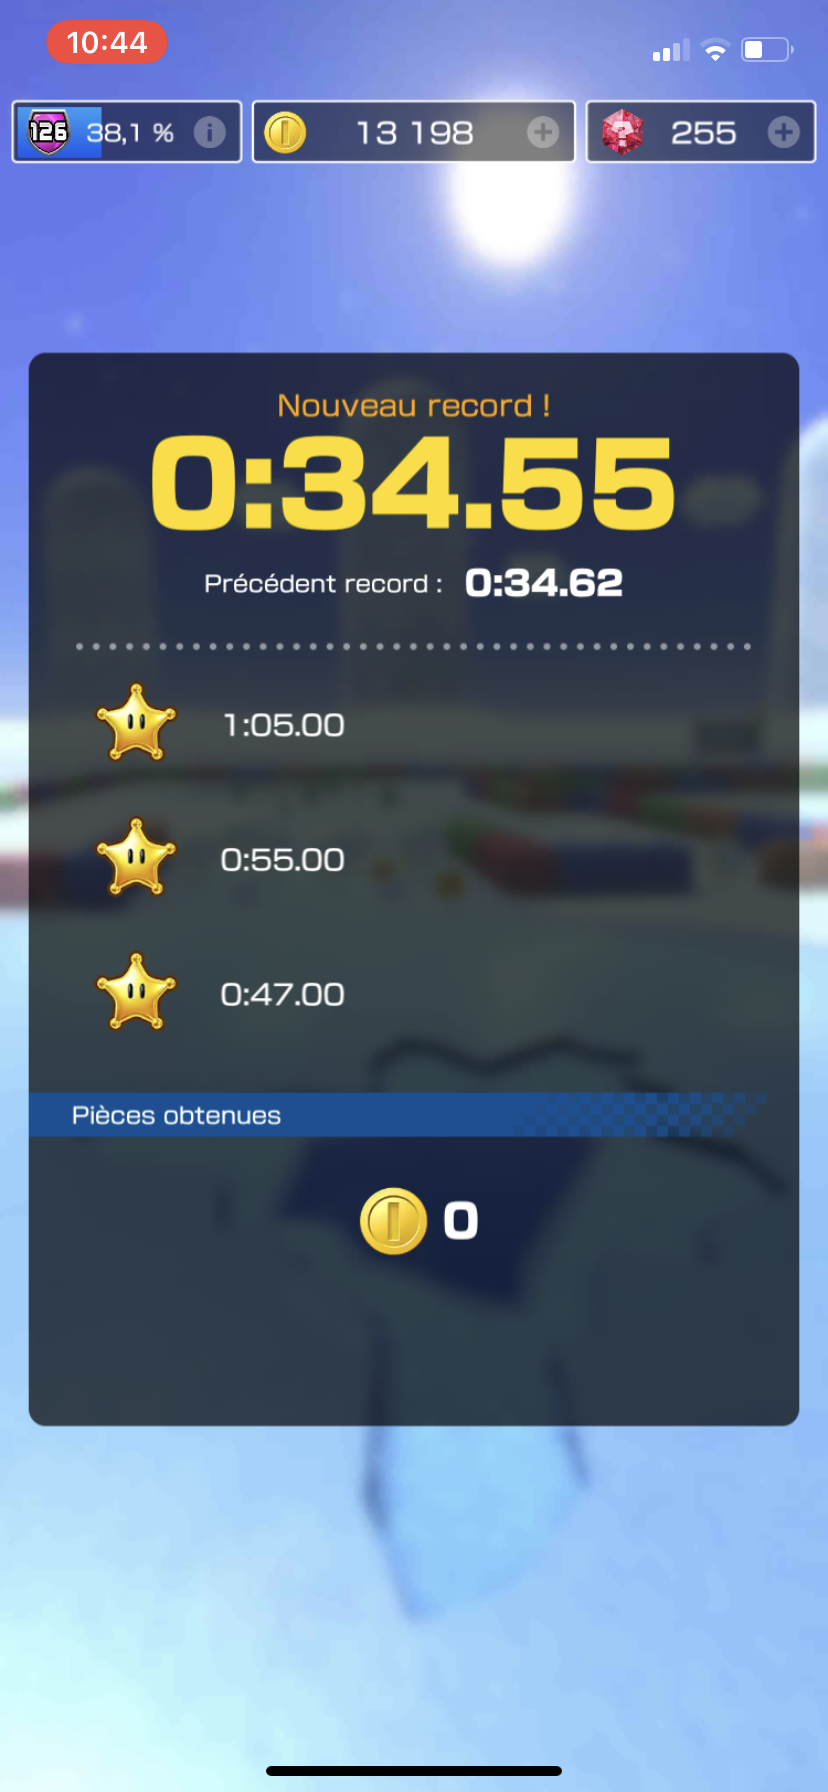 10:44
126 38,1 % i
13 198 +
? 255 +
Nouveau record !
0:34.55
Précédent record : 0:34.62
1:05.00
0:55.00
0:47.00
Pièces obtenues
0